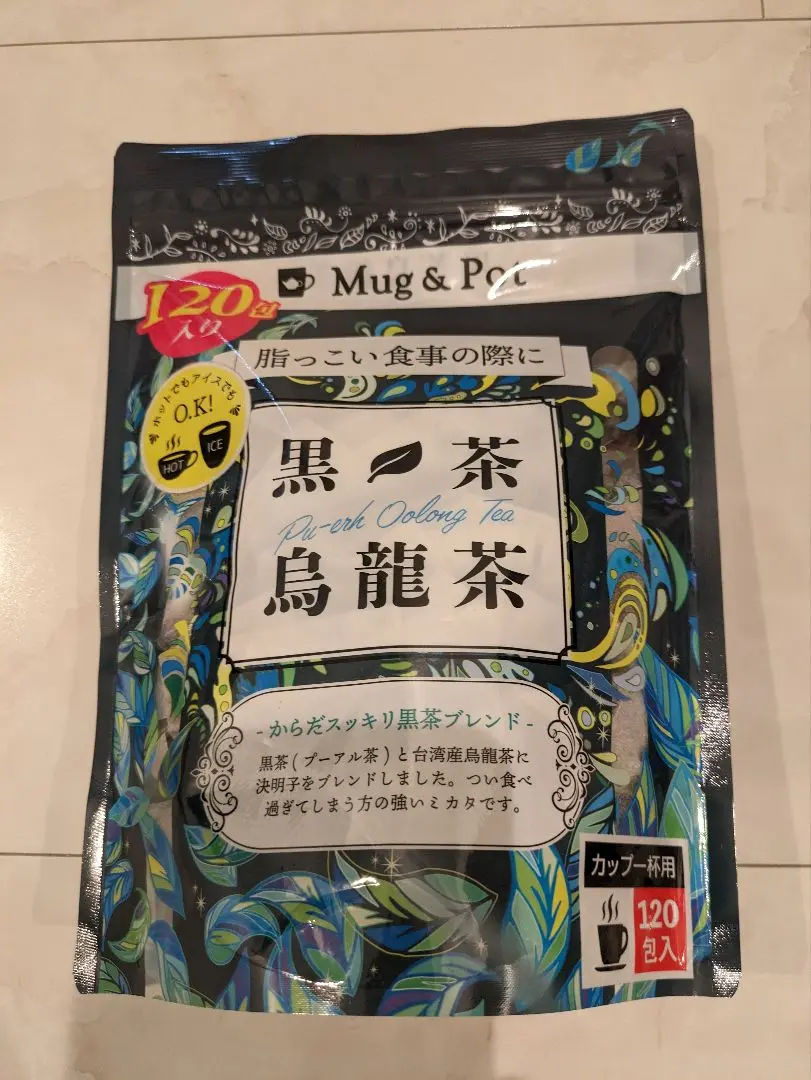 Mug & Pot
120包
入り
脂っこい食事の際に
ホットでもアイスでも
O.K!
HOT
ICE
黒茶
Pu-erh Oolong Tea
烏龍茶
- からだスッキリ黒茶ブレンド -
黒茶(プーアル茶)と台湾産烏龍茶に
決明子をブレンドしました。つい食べ
過ぎてしまう方の強いミカタです。
カップ一杯用
120
包入